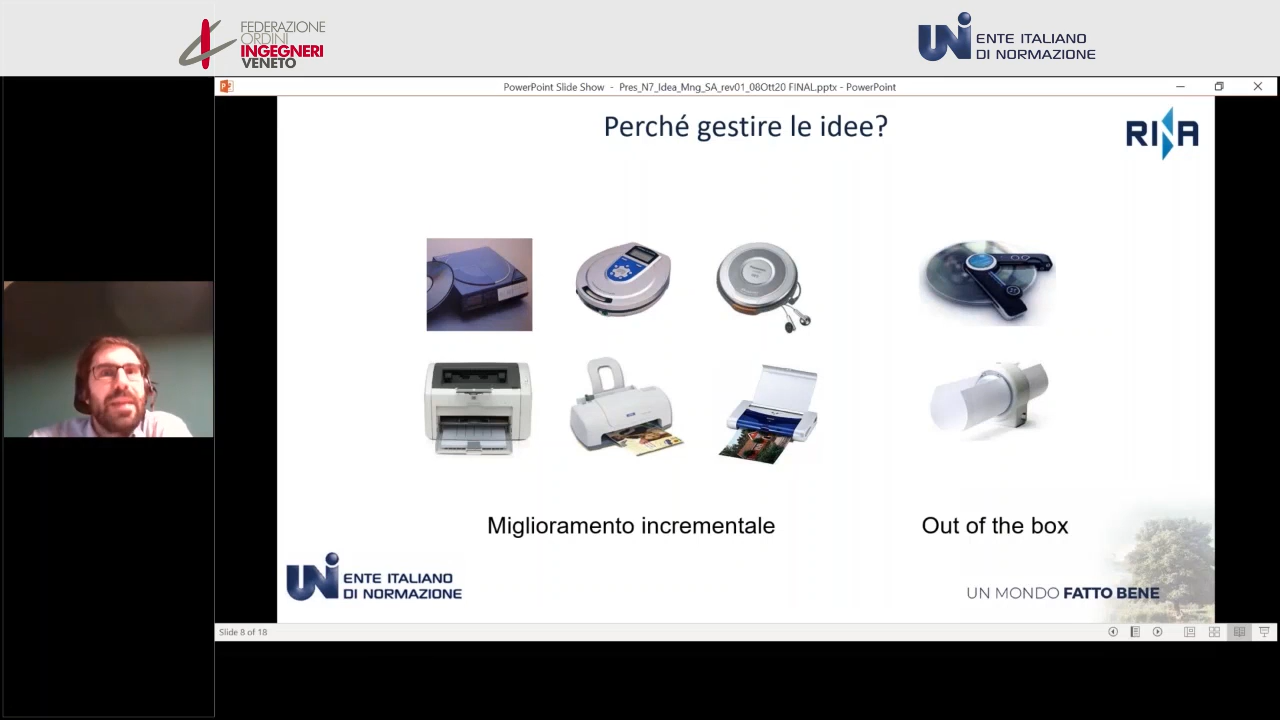 FEDERAZIONE
ORDINI
INGEGNERI
VENETO
UNI ENTE ITALIANO
DI NORMAZIONE
PowerPoint Slide Show - Pres_N7_Idea_Mng_SA_rev01_08Ott20 FINAL.pptx - PowerPoint
Perché gestire le idee?
RINA
Miglioramento incrementale
Out of the box
UNI ENTE ITALIANO
DI NORMAZIONE
UN MONDO FATTO BENE
Slide 8 of 18